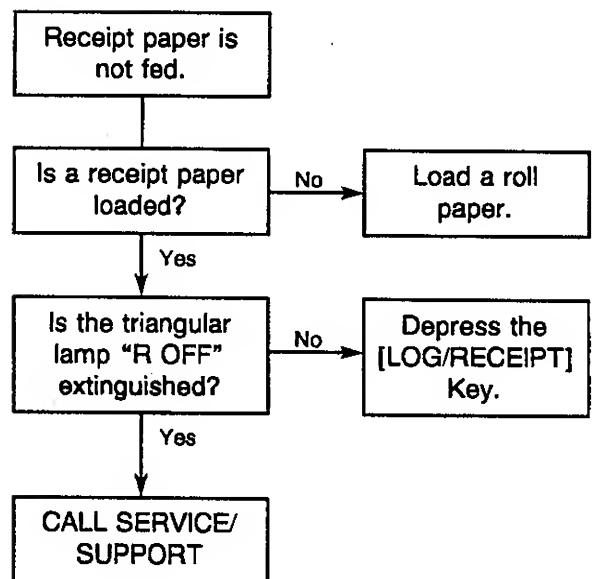 Receipt paper is
not fed.
Is a receipt paper
loaded?
No
Load a roll
paper.
Yes
Is the triangular
lamp “R OFF”
extinguished?
No
Depress the
[LOG/RECEIPT]
Key.
Yes
CALL SERVICE/
SUPPORT